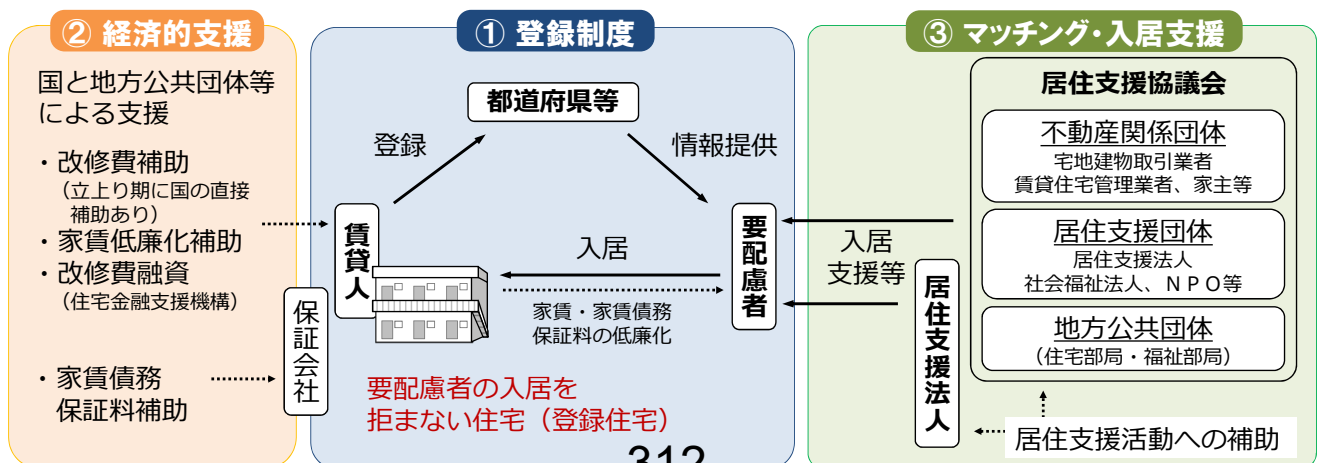 ② 経済的支援
国と地方公共団体等
による支援
・改修費補助
（立上り期に国の直接
補助あり）
・家賃低廉化補助
・改修費融資
（住宅金融支援機構）
・家賃債務
保証料補助
保証会社
① 登録制度
都道府県等
登録
情報提供
賃貸人
要配慮者
入居
家賃・家賃債務
保証料の低廉化
要配慮者の入居を
拒まない住宅（登録住宅）
312
③ マッチング・入居支援
居住支援協議会
不動産関係団体
宅地建物取引業者
賃貸住宅管理業者、家主等
居住支援団体
居住支援法人
社会福祉法人、ＮＰＯ等
地方公共団体
（住宅部局・福祉部局）
入居
支援等
居住支援法人
居住支援活動への補助